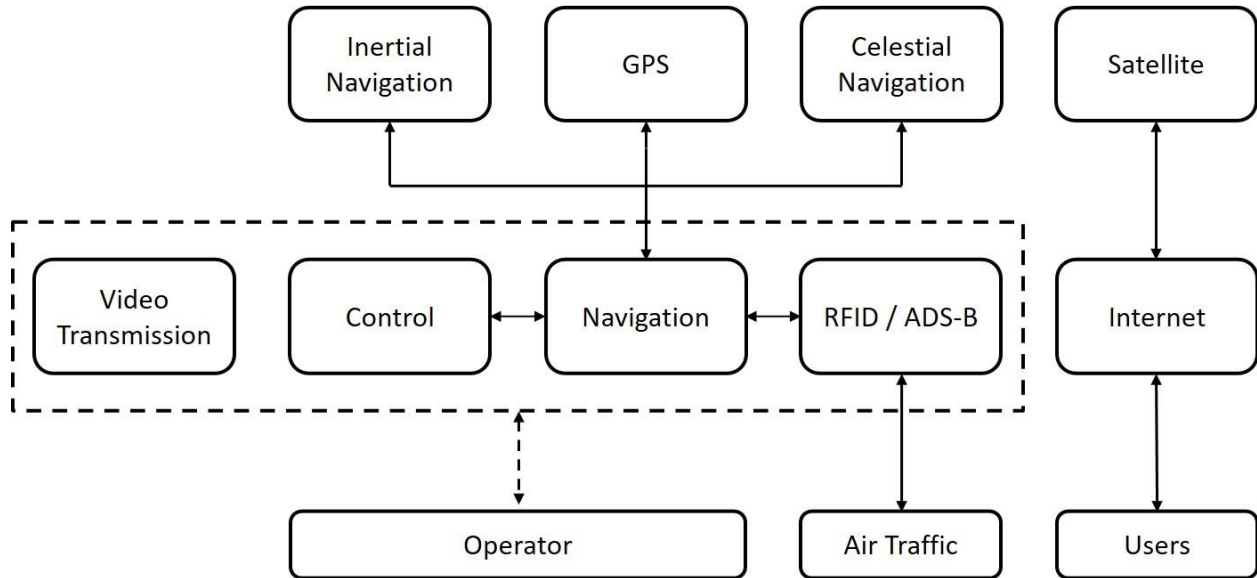 Inertial
Navigation
GPS
Celestial
Navigation
Satellite
Video
Transmission
Control
Navigation
RFID / ADS-B
Internet
Operator
Air Traffic
Users